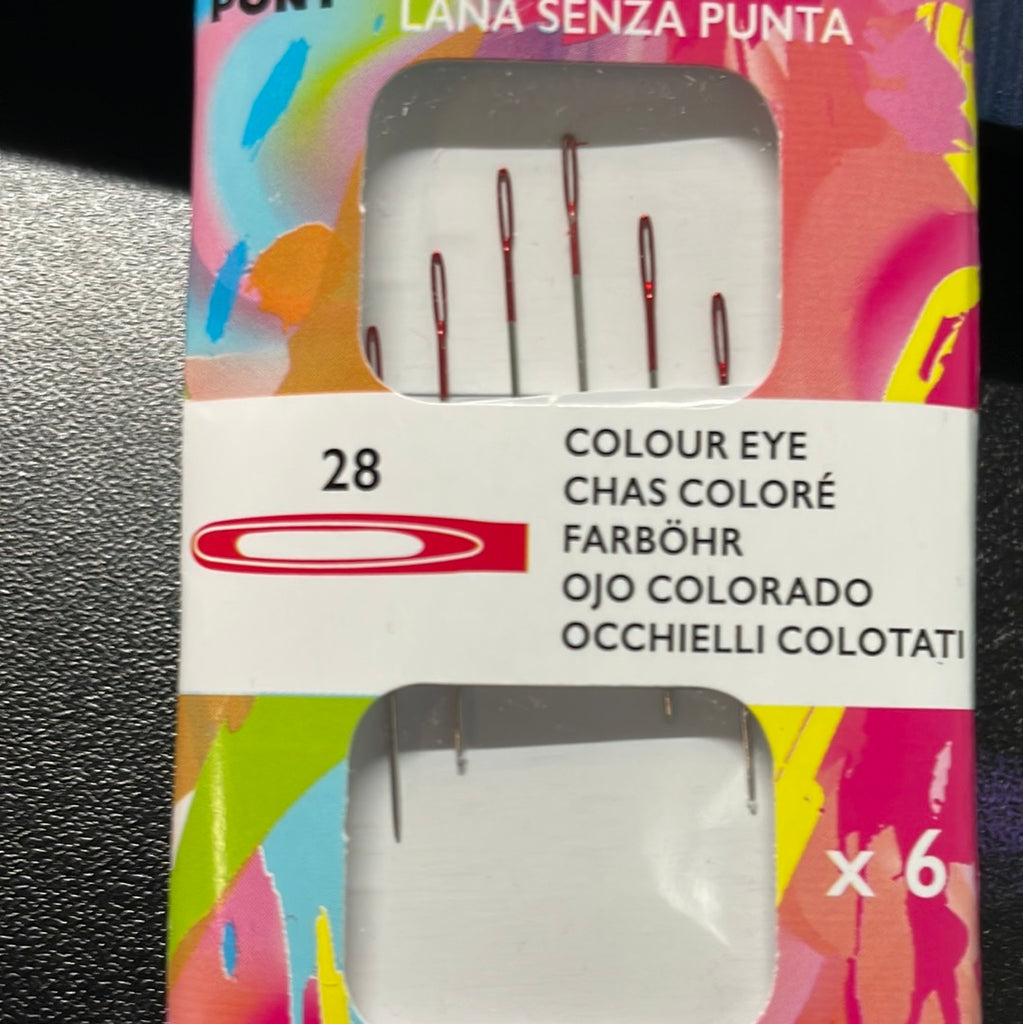 LANA SENZA PUNTA
28
COLOUR EYE
CHAS COLORÉ
FARBÖHR
OJO COLORADO
OCCHIELLI COLOTATI
x 6